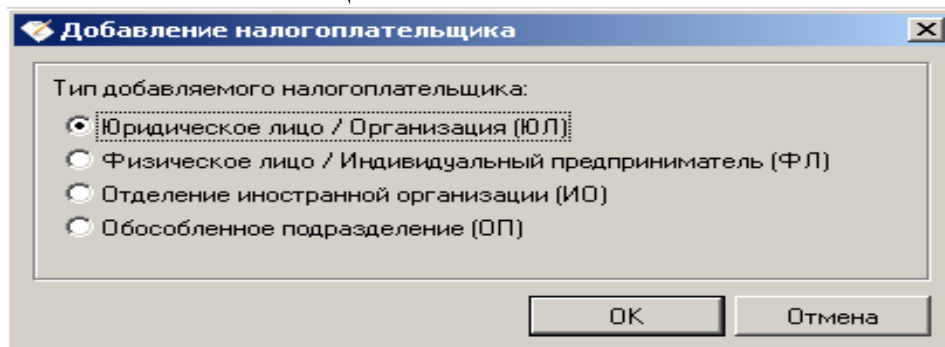 Добавление налогоплательщика
Тип добавляемого налогоплательщика:
Юридическое лицо / Организация (ЮЛ)
Физическое лицо / Индивидуальный предприниматель (ФЛ)
Отделение иностранной организации (ИО)
Обособленное подразделение (ОП)
OK Отмена